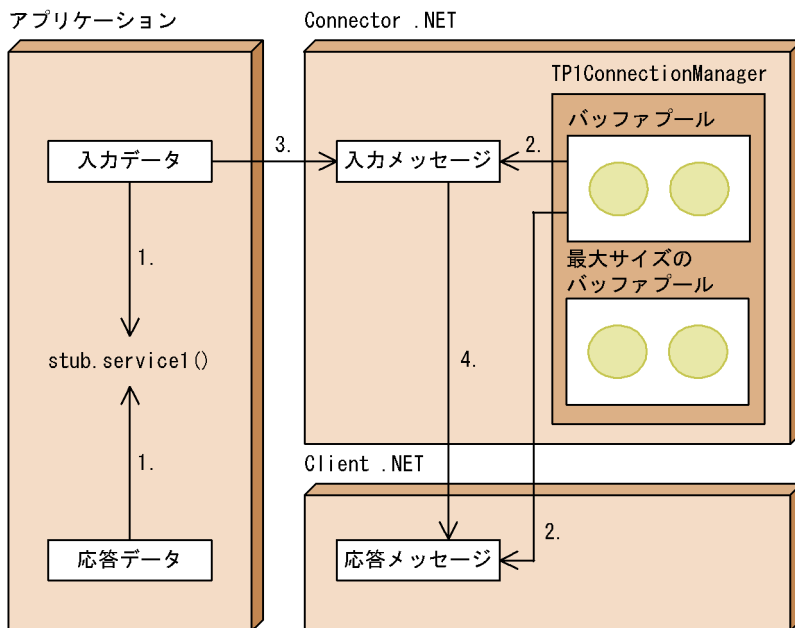 アプリケーション
Connector .NET
TP1ConnectionManager
バッファプール
入力データ
3.
入力メッセージ
2.
1.
最大サイズの
バッファプール
stub.service1()
4.
1.
Client .NET
2.
応答データ
応答メッセージ